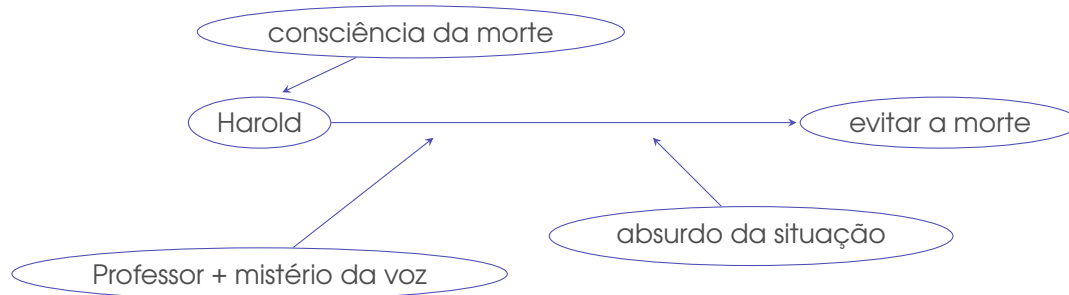 consciência da morte
Harold
evitar a morte
absurdo da situação
Professor + mistério da voz